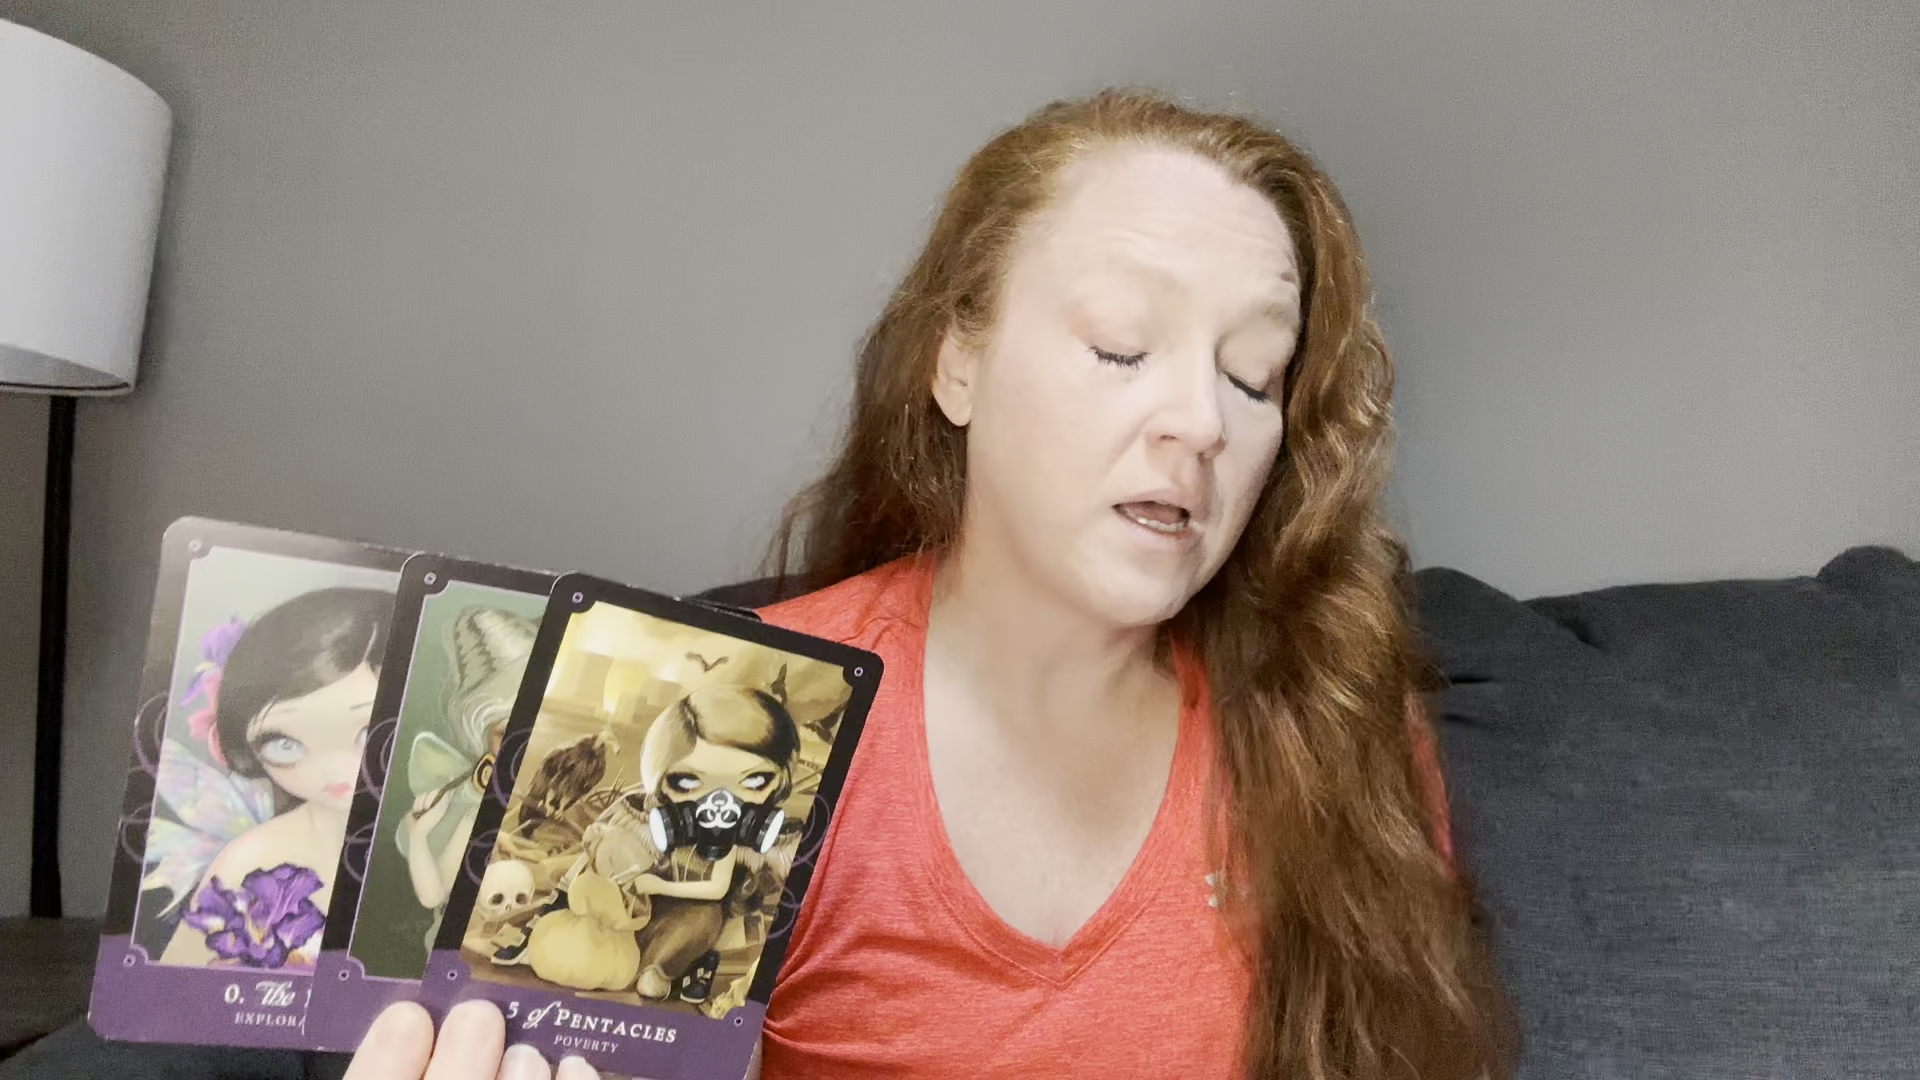 0. the
EXPLORA
5 of PENTACLES
POVERTY